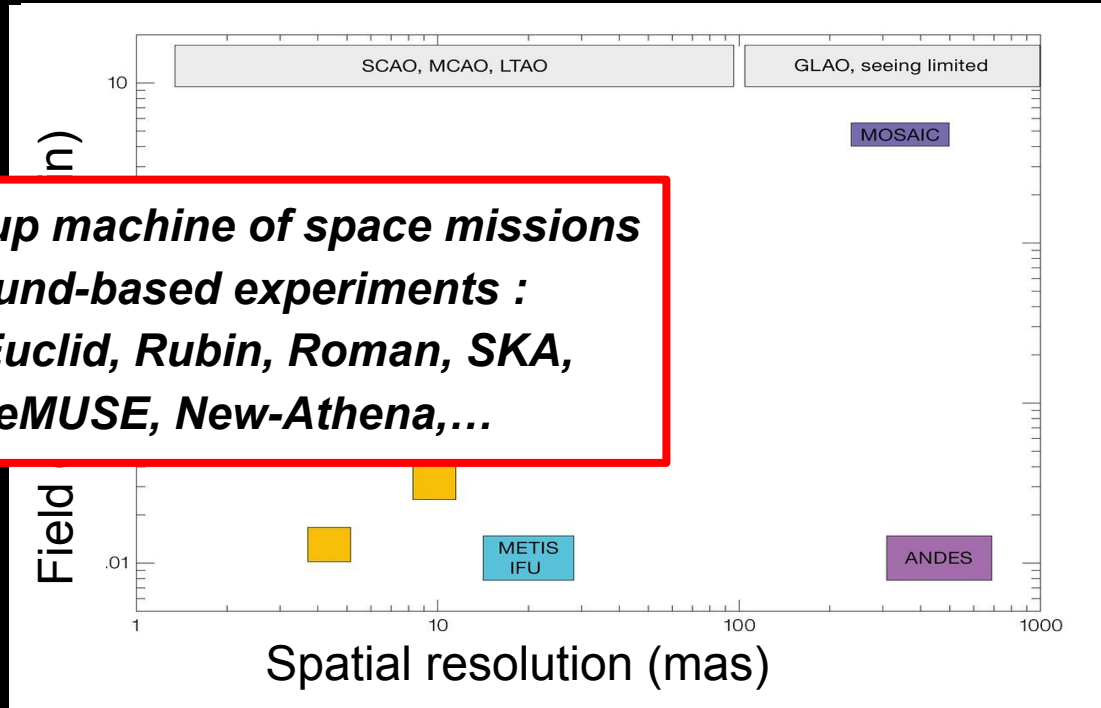 SCAO, MCAO, LTAO
GLAO, seeing limited
10
MOSAIC
up machine of space missions
und-based experiments :
Euclid, Rubin, Roman, SKA,
eMUSE, New-Athena,…
Field
.01
METIS
IFU
ANDES
1
10
100
1000
Spatial resolution (mas)